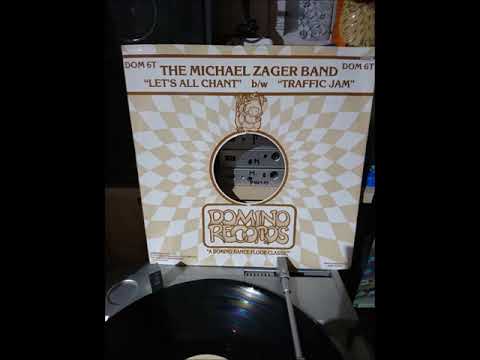 DOM 6T DOM 6T
THE MICHAEL ZAGER BAND
"LET'S ALL CHANT" b/w "TRAFFIC JAM"
DOMINO
RECORDS
"A DOMINO DANCE FLOOR CLASSIC"